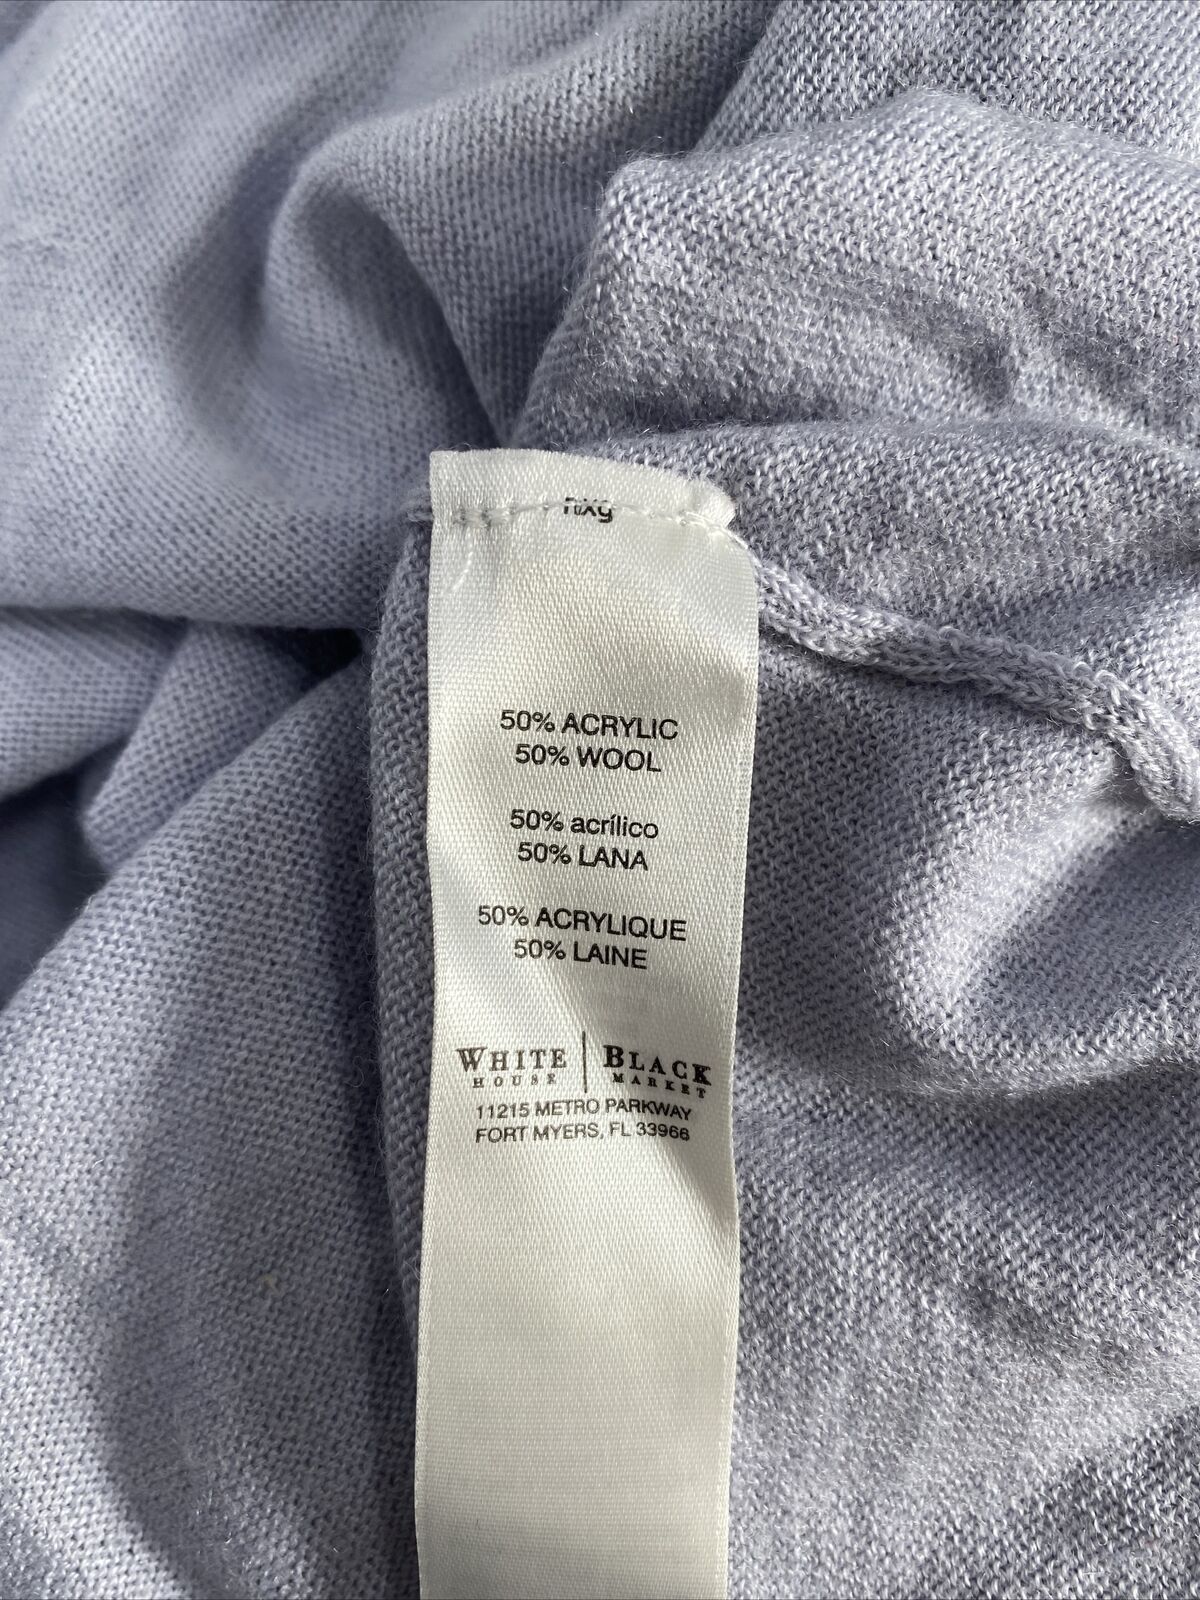 50% ACRYLIC
50% WOOL
50% acrílico
50% LANA
50% ACRYLIQUE
50% LAINE
WHITE | BLACK
HOUSE MARKET
11215 METRO PARKWAY
FORT MYERS, FL 33966